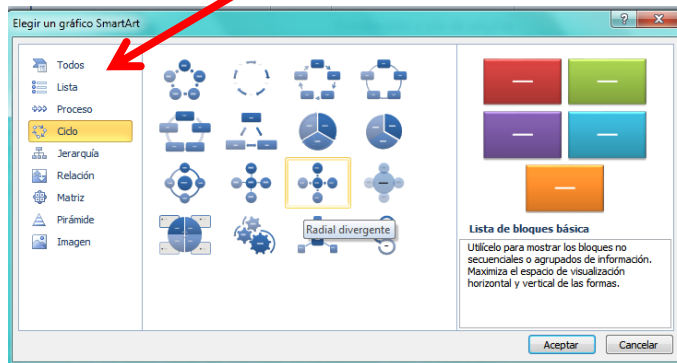 Elegir un gráfico SmartArt
Todos
Lista
Proceso
Ciclo
Jerarquía
Relación
Matriz
Pirámide
Imagen
Radial divergente
Lista de bloques básica
Utilícelo para mostrar los bloques no
secuenciales o agrupados de información.
Maximiza el espacio de visualización
horizontal y vertical de las formas.
Aceptar
Cancelar